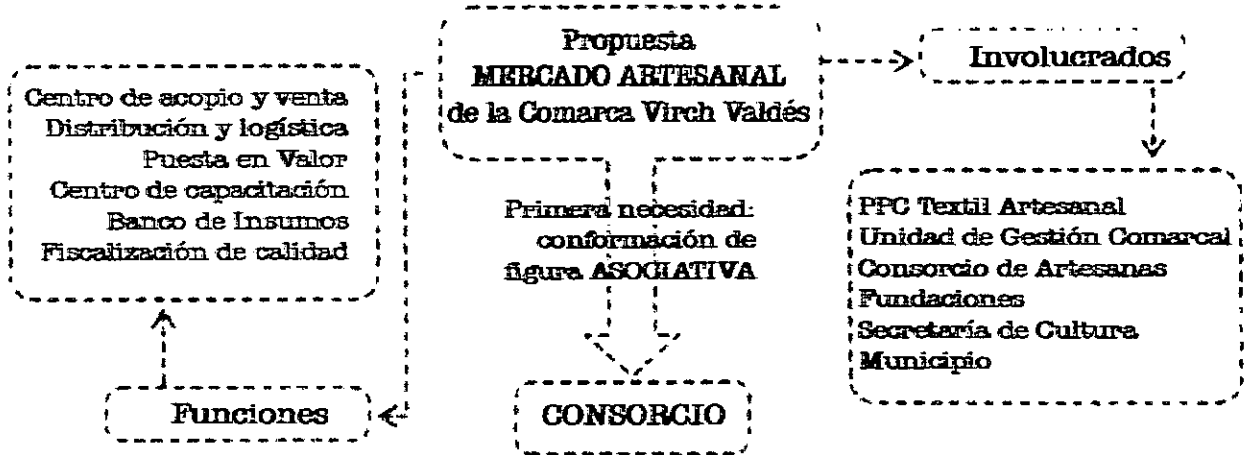 Propuesta
MERCADO ARTESANAL
de la Comarca Virch Valdés
Involucrados
Centro de acopio y venta
Distribución y logística
Puesta en Valor
Centro de capacitación
Banco de Insumos
Fiscalización de calidad
Primera necesidad:
conformación de
figura ASOCIATIVA
PPC Textil Artesanal
Unidad de Gestión Comarcal
Consorcio de Artesanas
Fundaciones
Secretaría de Cultura
Municipio
Funciones
CONSORCIO